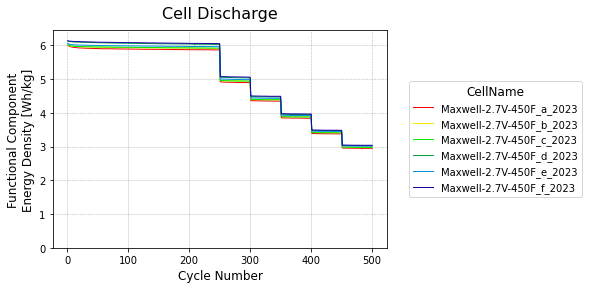 Cell Discharge
Functional Component
Energy Density [Wh/kg]
6
5
4
3
2
1
0
0 100 200 300 400 500
Cycle Number
CellName
Maxwell-2.7V-450F_a_2023
Maxwell-2.7V-450F_b_2023
Maxwell-2.7V-450F_c_2023
Maxwell-2.7V-450F_d_2023
Maxwell-2.7V-450F_e_2023
Maxwell-2.7V-450F_f_2023